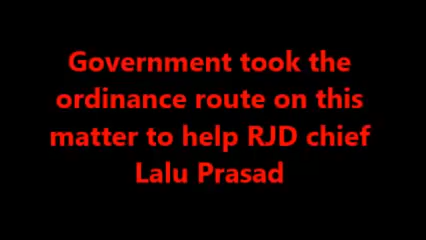 Government took the
ordinance route on this
matter to help RJD chief
Lalu Prasad